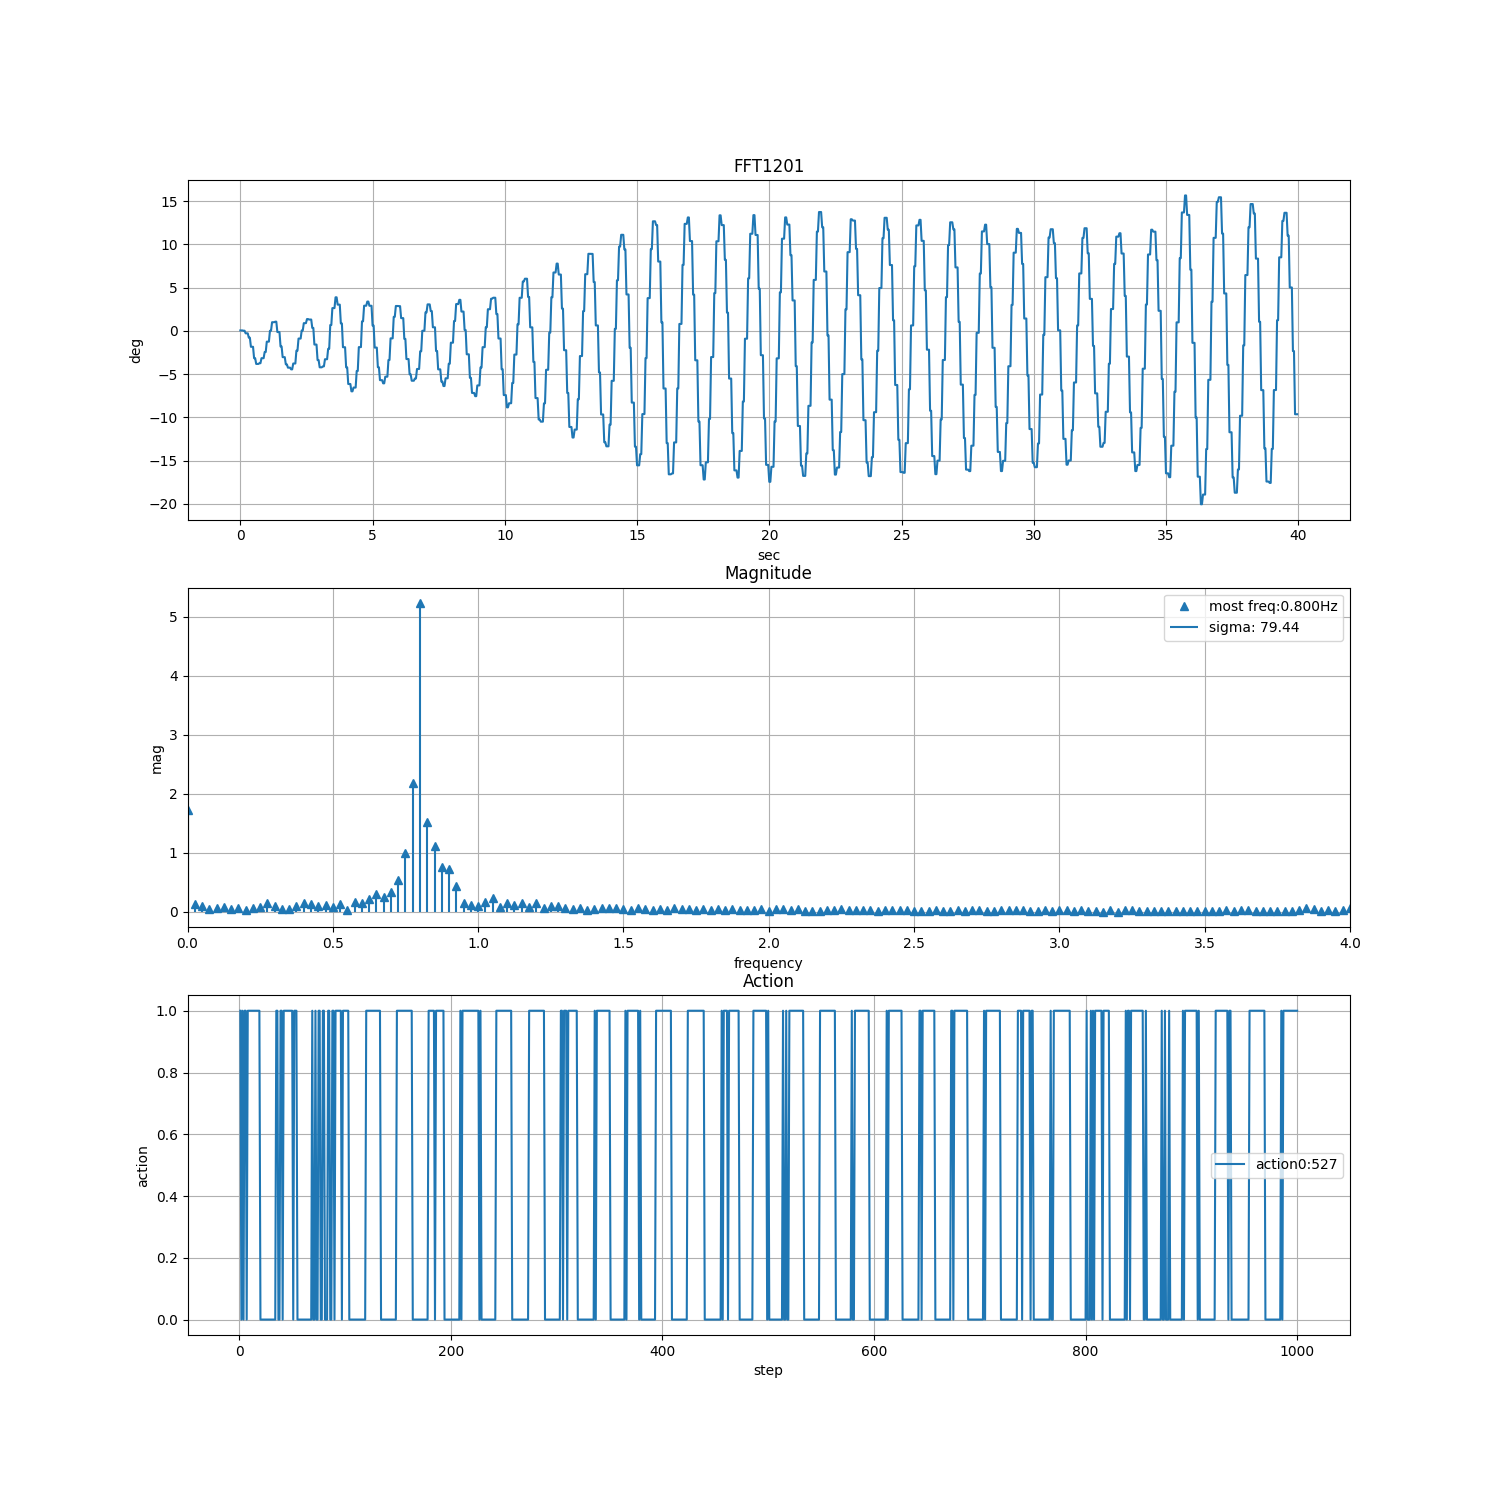 FFT1201
15
10
5
0
−5
−10
−15
−20
deg
0 5 10 15 20 25 30 35 40
sec
Magnitude
most freq:0.800Hz
sigma: 79.44
5
4
3
2
1
0
mag
0.0 0.5 1.0 1.5 2.0 2.5 3.0 3.5 4.0
frequency
Action
1.0
0.8
0.6
0.4
0.2
0.0
action
action0:527
0 200 400 600 800 1000
step